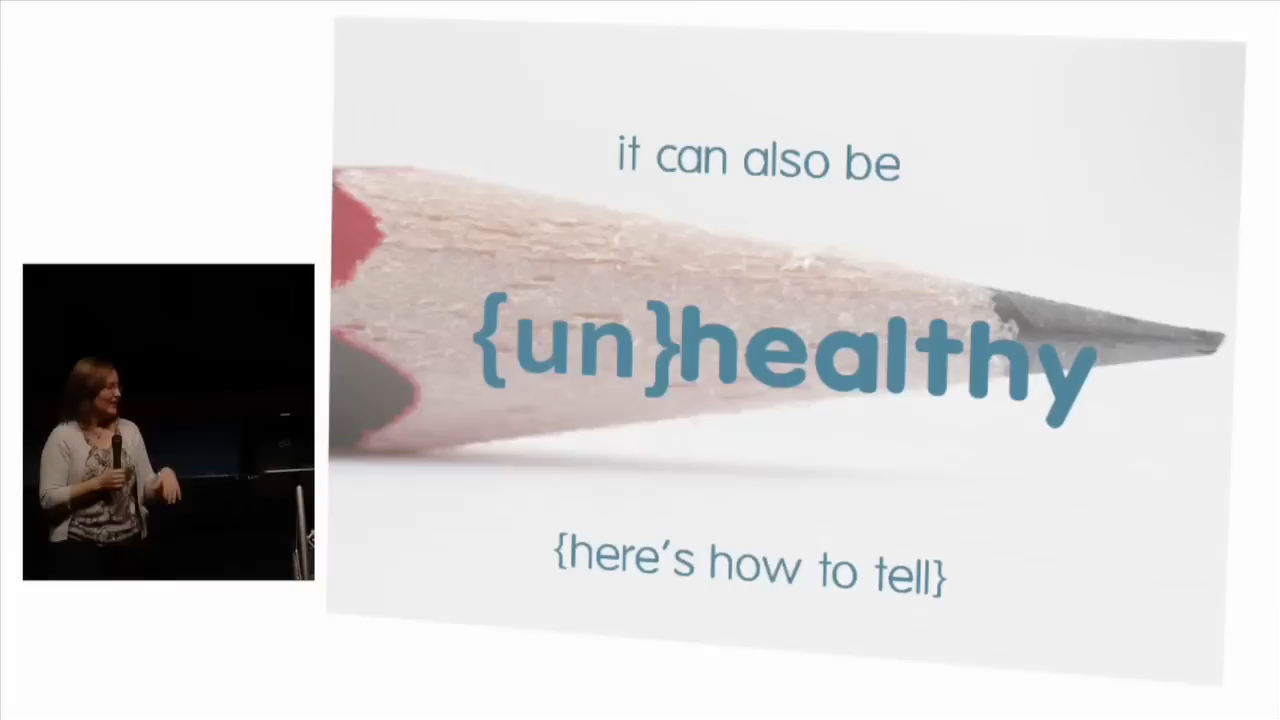 it can also be
{un}healthy
{here's how to tell}